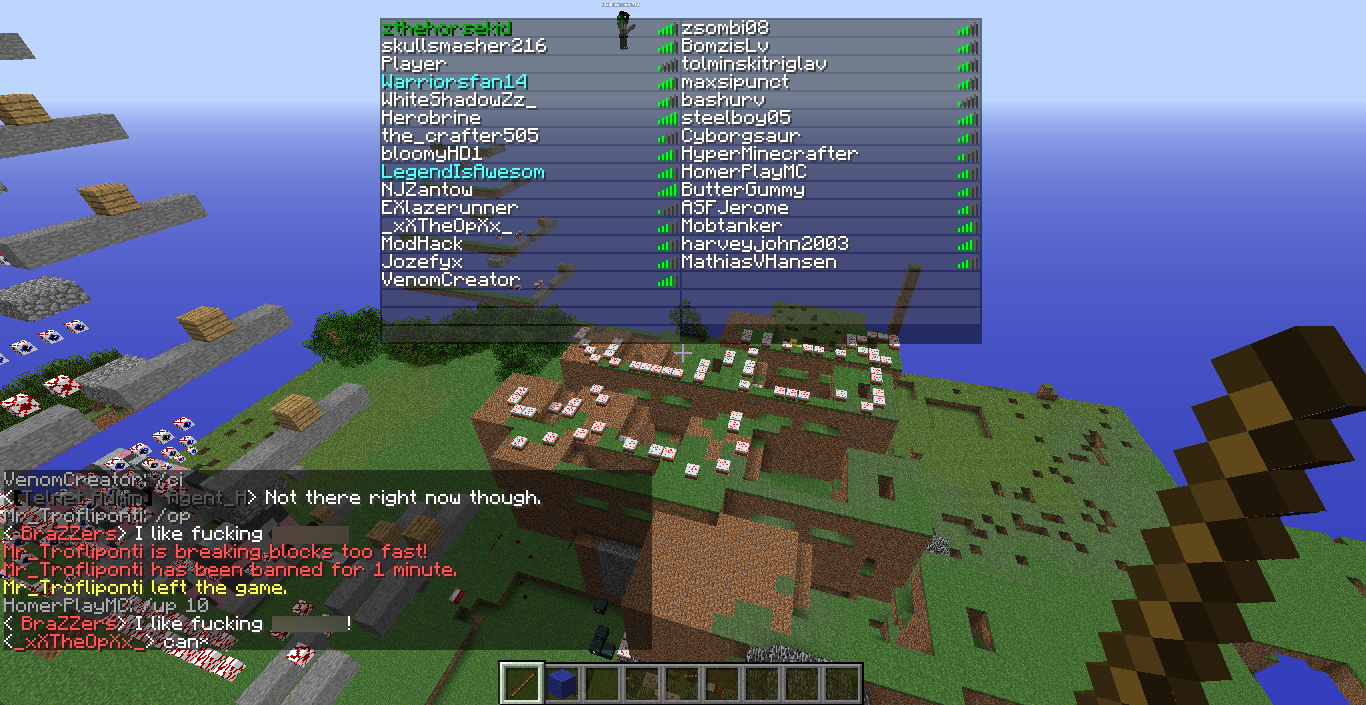 zthehorsekid
skullsmasher216
Player
Warriorsfan14
WhiteShadowZz_
Herobrine
the_crafter505
bloomyHD1
LegendIsAwesom
NJZantow
EXlazerunner
_xXTheOpXx_
ModHack
Jozefyx
VenomCreator
zsombi08
BomzisLv
tolminskitriglav
maxsipunct
bashurv
steelboy05
Cyborgsaur
HyperMinecrafter
HomerPlayMC
ButterGummy
ASFJerome
Mobtanker
harveyjohn2003
MathiasVHansen
VenomCreator: /ci
<[Telnet Admin] Agent_H> Not there right now though.
Mr_Trofliponti: /op
< BraZZers> I like fucking
Mr_Trofliponti is breaking blocks too fast!
Mr_Trofliponti has been banned for 1 minute.
Mr_Trofliponti left the game.
HomerPlayMC: /up 10
< BraZZers> I like fucking !
<_xXTheOpXx_> can*